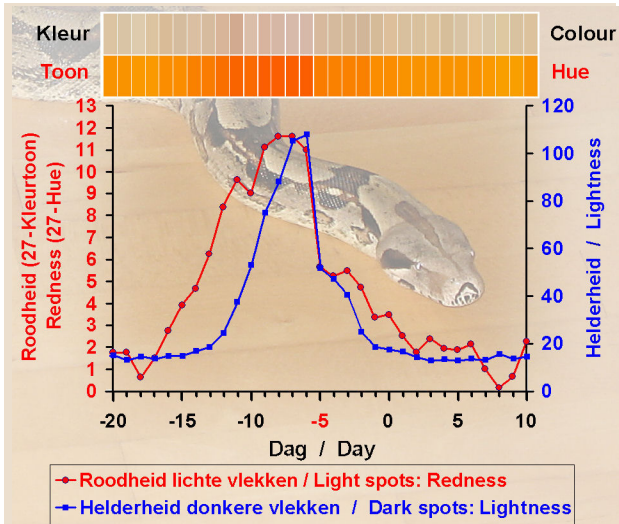 Kleur Colour
Toon Hue
13 120
12
11 100
10
9
8 80
7
6 60
5
4 40
3
2 20
1
0 0
Roodheid (27-Kleurtoon)
Redness (27-Hue)
Helderheid / Lightness
-20 -15 -10 -5 0 5 10
Dag / Day
Roodheid lichte vlekken / Light spots: Redness
Helderheid donkere vlekken / Dark spots: Lightness